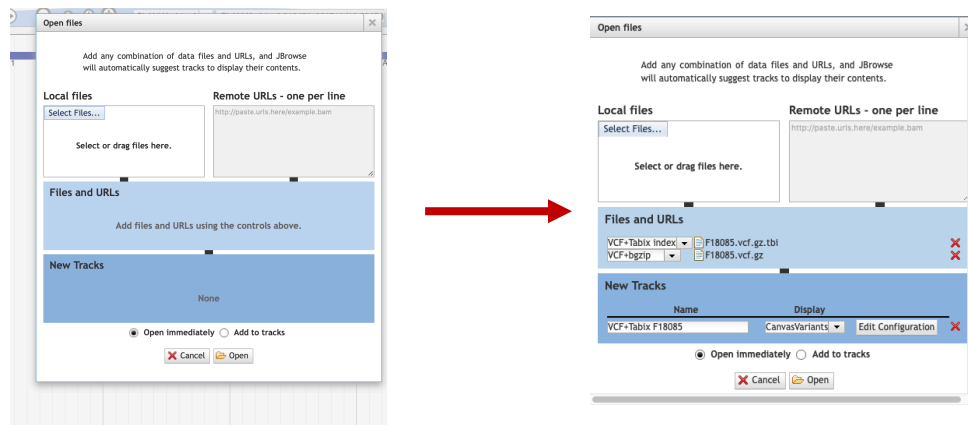 Open files
Add any combination of data files and URLs, and JBrowse
will automatically suggest tracks to display their contents.
Local files
Remote URLs - one per line
Select Files...
http://paste.urls.here/example.bam
Select or drag files here.
Files and URLs
Add files and URLs using the controls above.
New Tracks
None
Open immediately Add to tracks
Cancel Open
Open files
Add any combination of data files and URLs, and JBrowse
will automatically suggest tracks to display their contents.
Local files
Remote URLs - one per line
Select Files...
http://paste.urls.here/example.bam
Select or drag files here.
Files and URLs
VCF+Tabix index F18085.vcf.gz.tbi
VCF+bgzip F18085.vcf.gz
New Tracks
Name Display
VCF+Tabix F18085 CanvasVariants Edit Configuration
Open immediately Add to tracks
Cancel Open